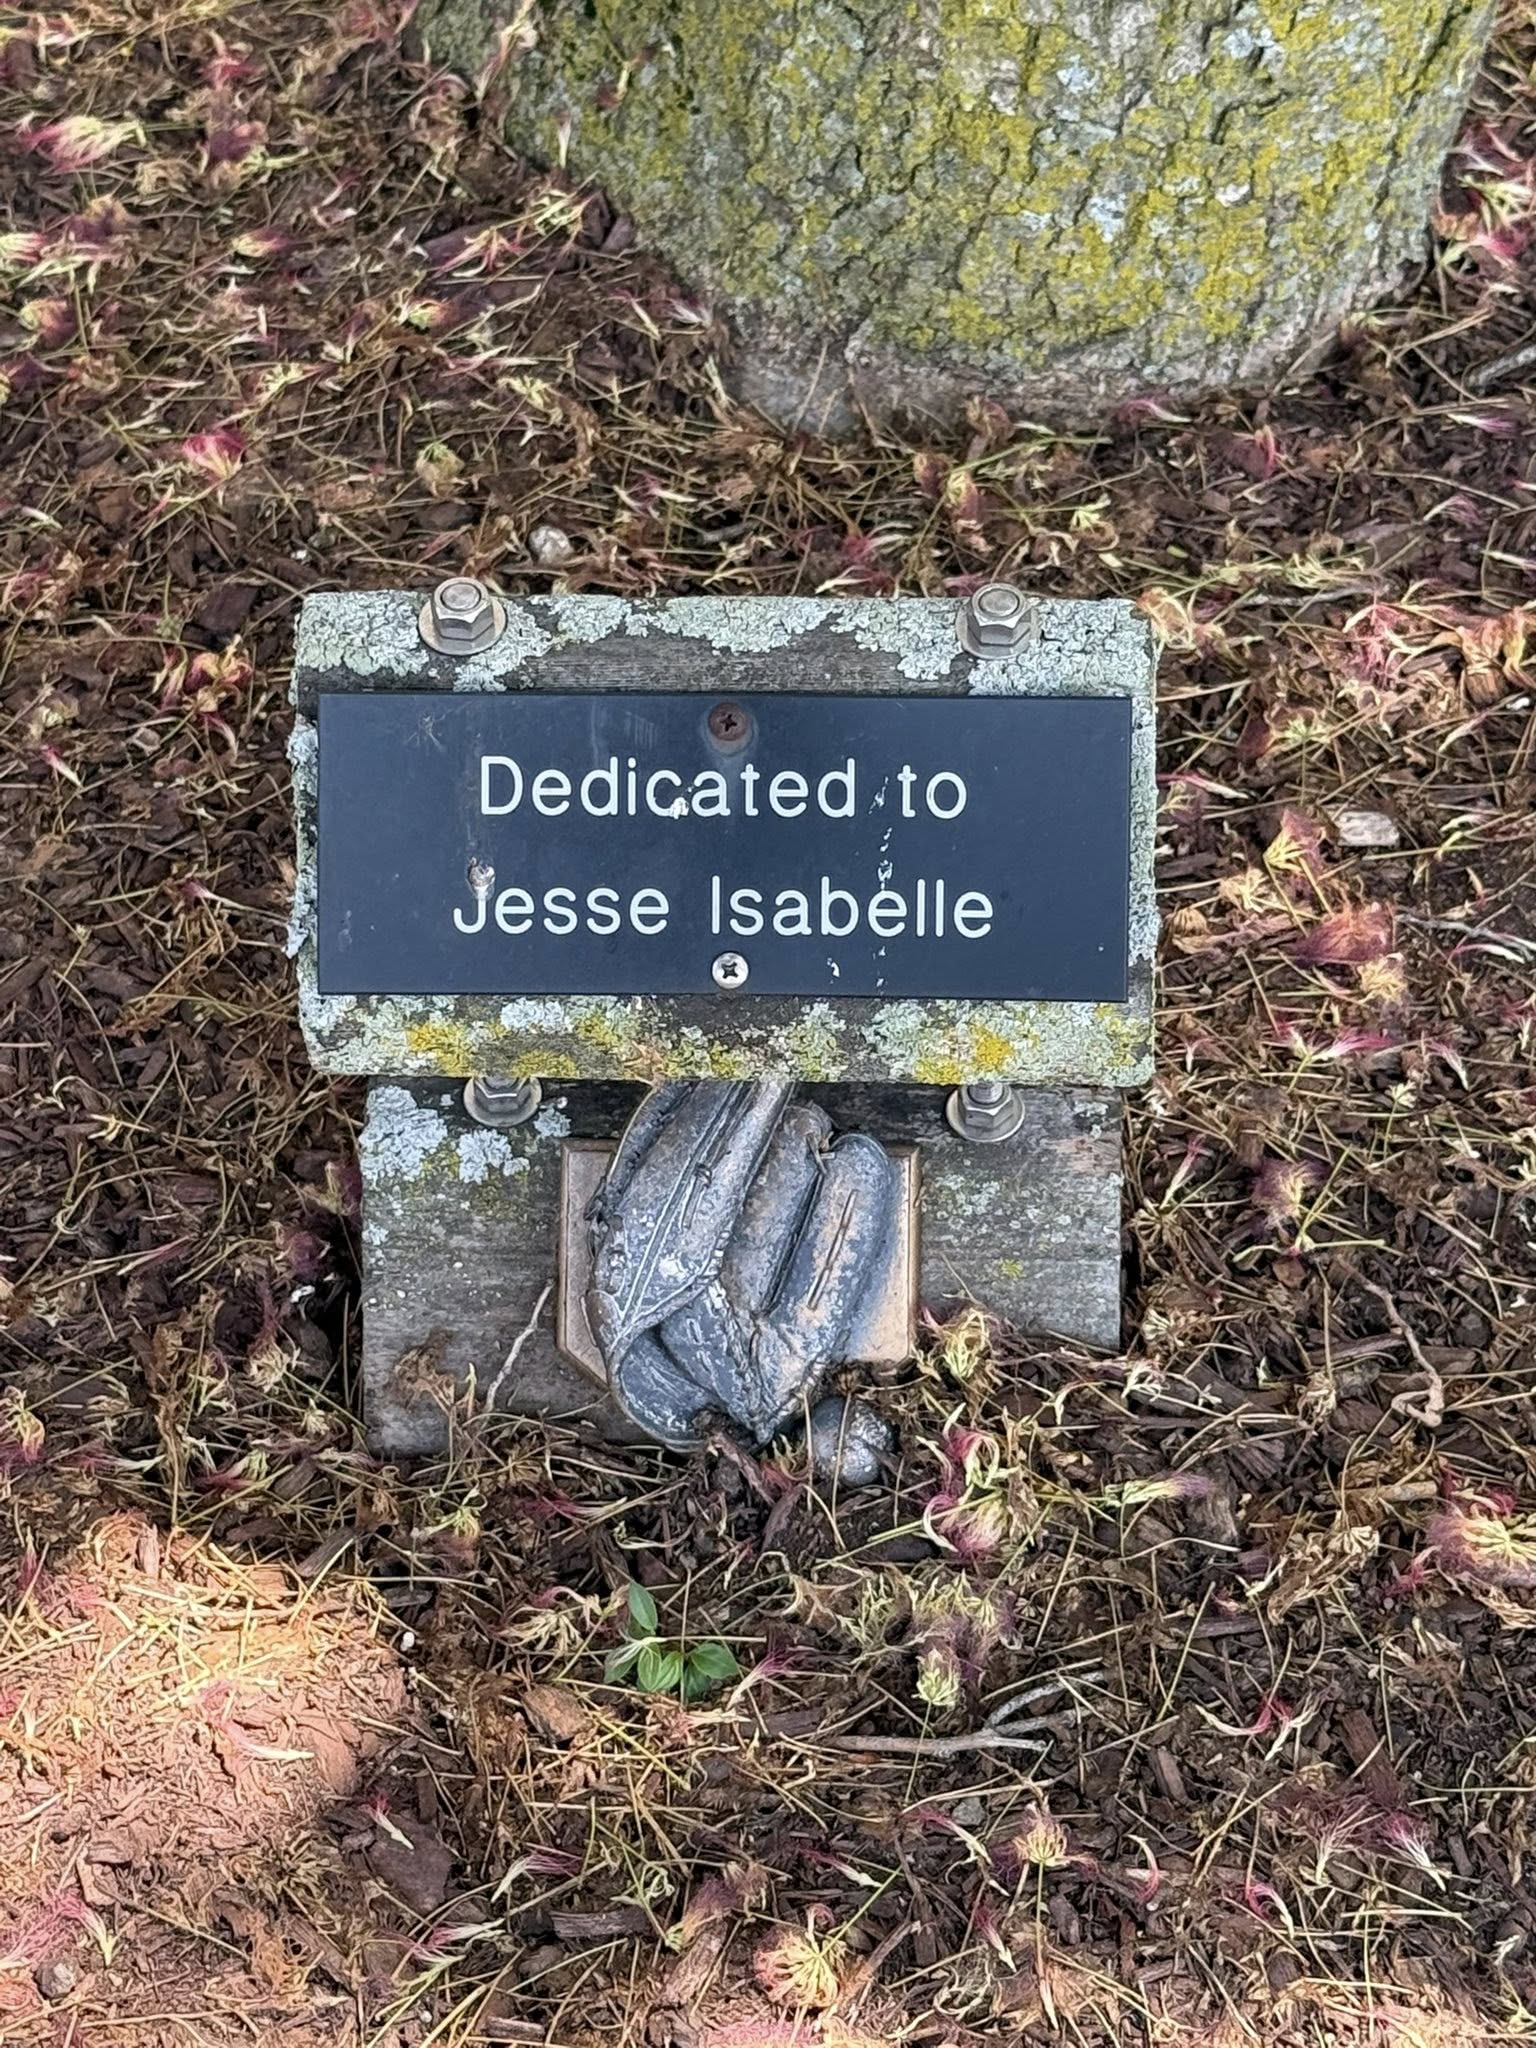 Dedicated to
Jesse Isabelle